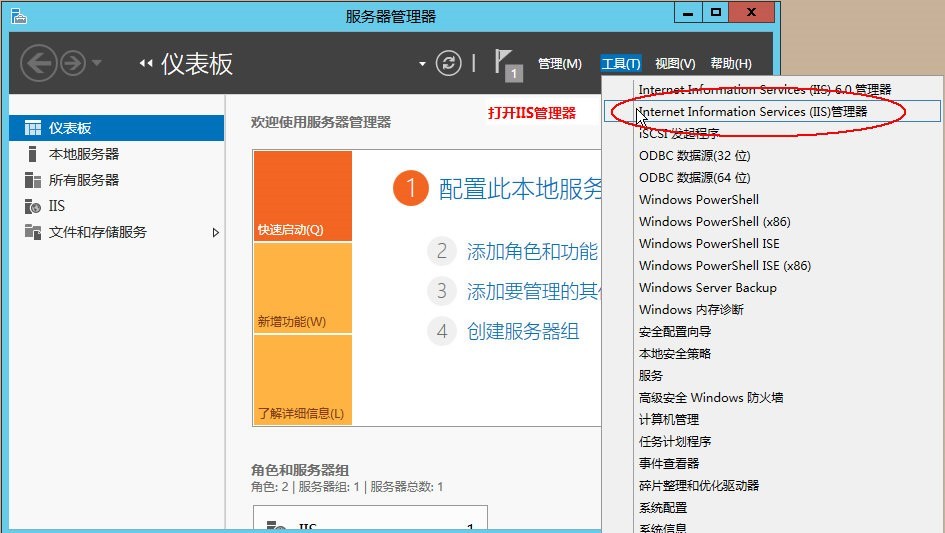 服务器管理器
仪表板
1
管理(M)
工具(T)
视图(V)
帮助(H)
仪表板
本地服务器
所有服务器
IIS
文件和存储服务
欢迎使用服务器管理器
打开IIS管理器
快速启动(Q)
新增功能(W)
了解详细信息(L)
1 配置此本地服务
2 添加角色和功能
3 添加要管理的其
4 创建服务器组
角色和服务器组
角色: 2 | 服务器组: 1 | 服务器总数: 1
IIS 1
Internet Information Services (IIS) 6.0 管理器
Internet Information Services (IIS)管理器
iSCSI 发起程序
ODBC 数据源(32 位)
ODBC 数据源(64 位)
Windows PowerShell
Windows PowerShell (x86)
Windows PowerShell ISE
Windows PowerShell ISE (x86)
Windows Server Backup
Windows 内存诊断
安全配置向导
本地安全策略
服务
高级安全 Windows 防火墙
计算机管理
任务计划程序
事件查看器
碎片整理和优化驱动器
系统配置
系统信息